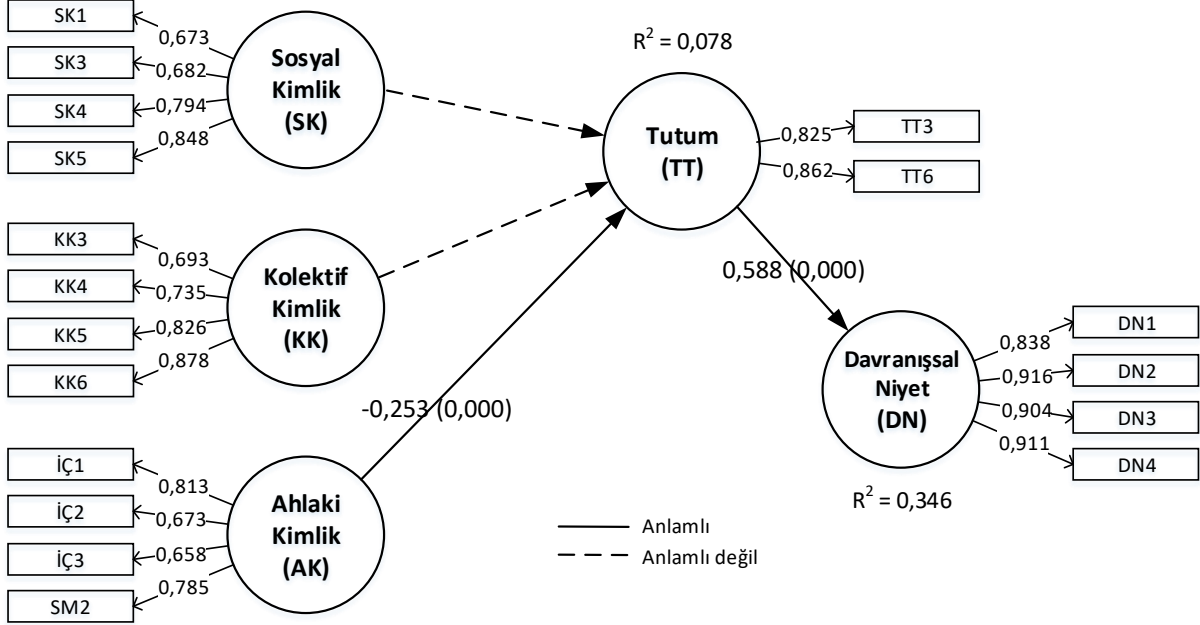 SK1
SK3
SK4
SK5
0,673
0,682
0,794
0,848
Sosyal
Kimlik
(SK)
KK3
KK4
KK5
KK6
0,693
0,735
0,826
0,878
Kolektif
Kimlik
(KK)
İÇ1
İÇ2
İÇ3
SM2
0,813
0,673
0,658
0,785
Ahlaki
Kimlik
(AK)
-0,253 (0,000)
R² = 0,078
Tutum
(TT)
0,825
0,862
TT3
TT6
0,588 (0,000)
Davranışsal
Niyet
(DN)
R² = 0,346
0,838
0,916
0,904
0,911
DN1
DN2
DN3
DN4
Anlamlı
Anlamlı değil